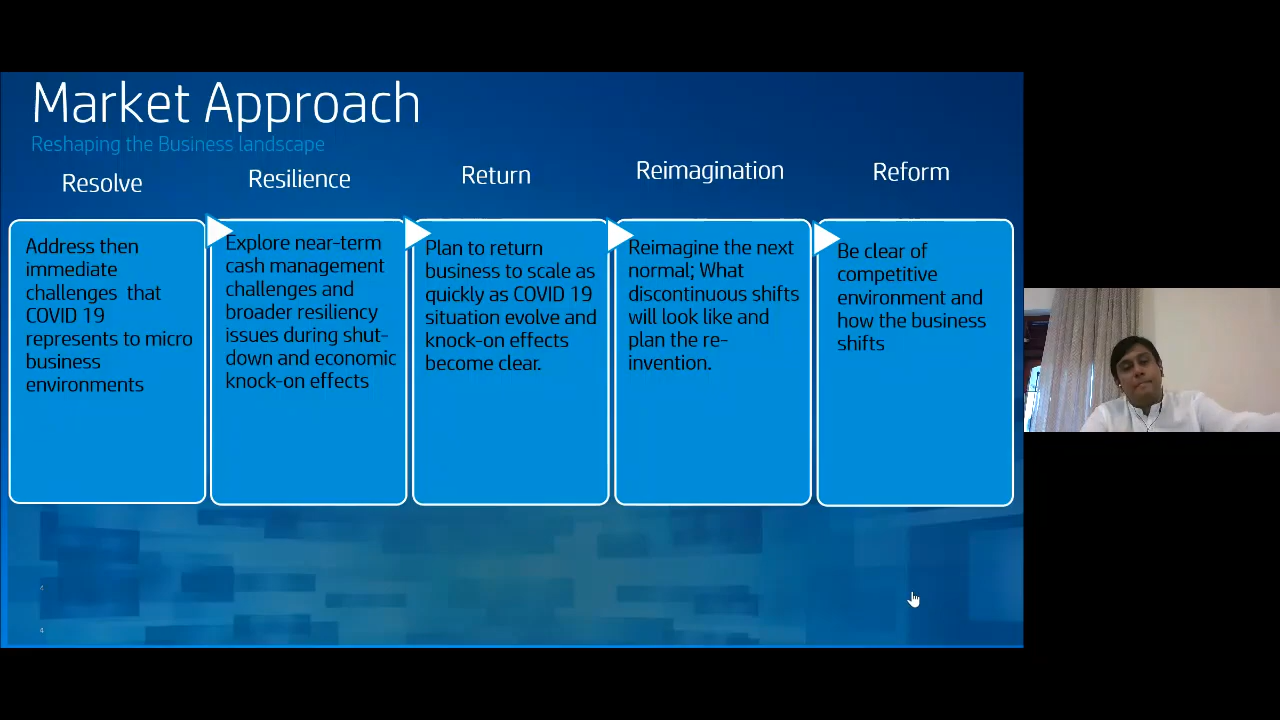 Market Approach
Reshaping the Business landscape
Resolve
Address then
immediate
challenges that
COVID 19
represents to micro
business
environments
Resilience
Explore near-term
cash management
challenges and
broader resiliency
issues during shut-
down and economic
knock-on effects
Return
Plan to return
business to scale as
quickly as COVID 19
situation evolve and
knock-on effects
become clear.
Reimagination
Reimagine the next
normal; What
discontinuous shifts
will look like and
plan the re-
invention.
Reform
Be clear of
competitive
environment and
how the business
shifts
4
4